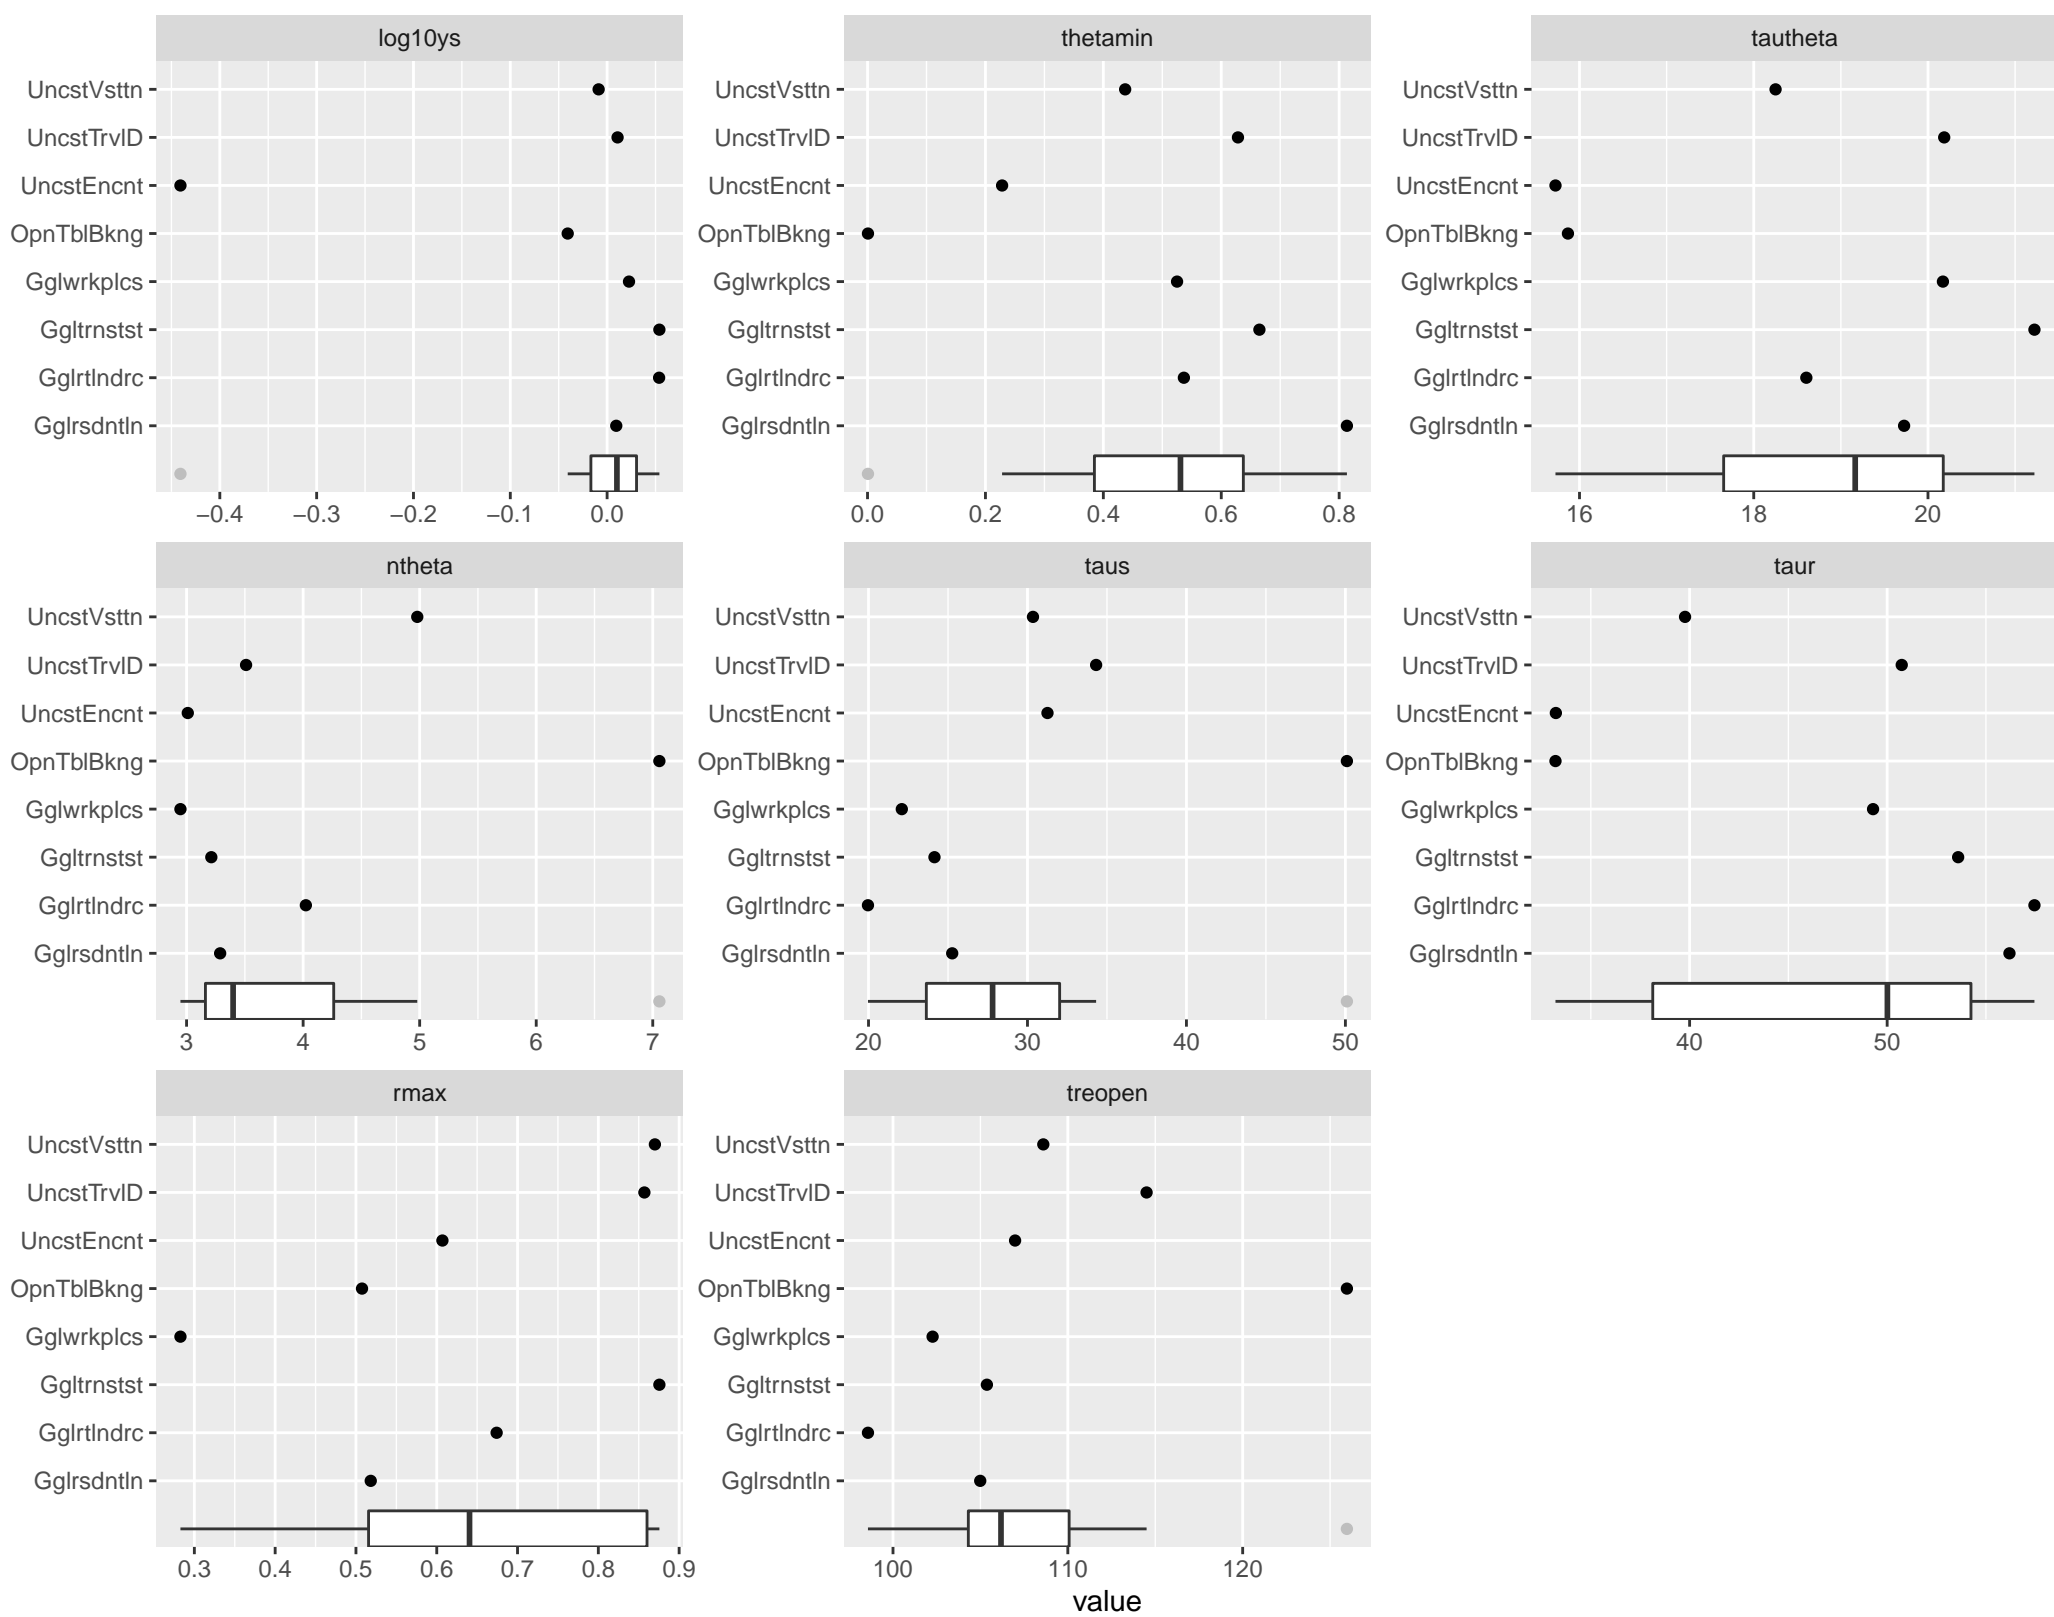 log10ys
thetamin
tautheta
UncstVsttn
UncstTrvlD
UncstEncnt
OpnTblBkng
Gglwrkplcs
Ggltrnstst
Gglrtlndrc
Gglrsdntln
−0.4 −0.3 −0.2 −0.1 0.0
UncstVsttn
UncstTrvlD
UncstEncnt
OpnTblBkng
Gglwrkplcs
Ggltrnstst
Gglrtlndrc
Gglrsdntln
0.0 0.2 0.4 0.6 0.8
UncstVsttn
UncstTrvlD
UncstEncnt
OpnTblBkng
Gglwrkplcs
Ggltrnstst
Gglrtlndrc
Gglrsdntln
16 18 20
ntheta
taus
taur
UncstVsttn
UncstTrvlD
UncstEncnt
OpnTblBkng
Gglwrkplcs
Ggltrnstst
Gglrtlndrc
Gglrsdntln
3 4 5 6 7
UncstVsttn
UncstTrvlD
UncstEncnt
OpnTblBkng
Gglwrkplcs
Ggltrnstst
Gglrtlndrc
Gglrsdntln
20 30 40 50
UncstVsttn
UncstTrvlD
UncstEncnt
OpnTblBkng
Gglwrkplcs
Ggltrnstst
Gglrtlndrc
Gglrsdntln
40 50
rmax
treopen
UncstVsttn
UncstTrvlD
UncstEncnt
OpnTblBkng
Gglwrkplcs
Ggltrnstst
Gglrtlndrc
Gglrsdntln
0.3 0.4 0.5 0.6 0.7 0.8 0.9
UncstVsttn
UncstTrvlD
UncstEncnt
OpnTblBkng
Gglwrkplcs
Ggltrnstst
Gglrtlndrc
Gglrsdntln
100 110 120
value